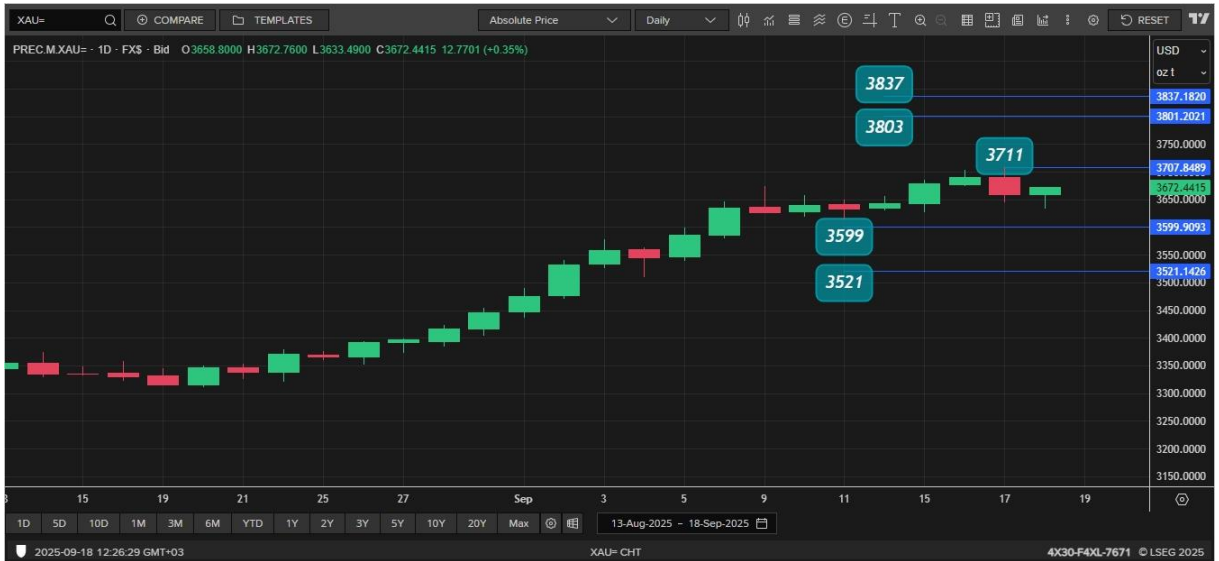 XAU=
COMPARE
TEMPLATES
Absolute Price
Daily
E
T
RESET
PREC.M.XAU= · 1D · FX$ · Bid O3658.8000 H3672.7600 L3633.4900 C3672.4415 12.7701 (+0.35%)
USD
oz t
3837
3837.1820
3803
3801.2021
3750.0000
3711
3707.8489
3672.4415
3650.0000
3599
3599.9093
3550.0000
3521
3521.1426
3500.0000
3450.0000
3400.0000
3350.0000
3300.0000
3250.0000
3200.0000
3150.0000
15 19 21 25 27 Sep 3 5 9 11 15 17 19
1D 5D 10D 1M 3M 6M YTD 1Y 2Y 3Y 5Y 10Y 20Y Max 13-Aug-2025 - 18-Sep-2025
2025-09-18 12:26:29 GMT+03 XAU= CHT 4X30-F4XL-7671 © LSEG 2025